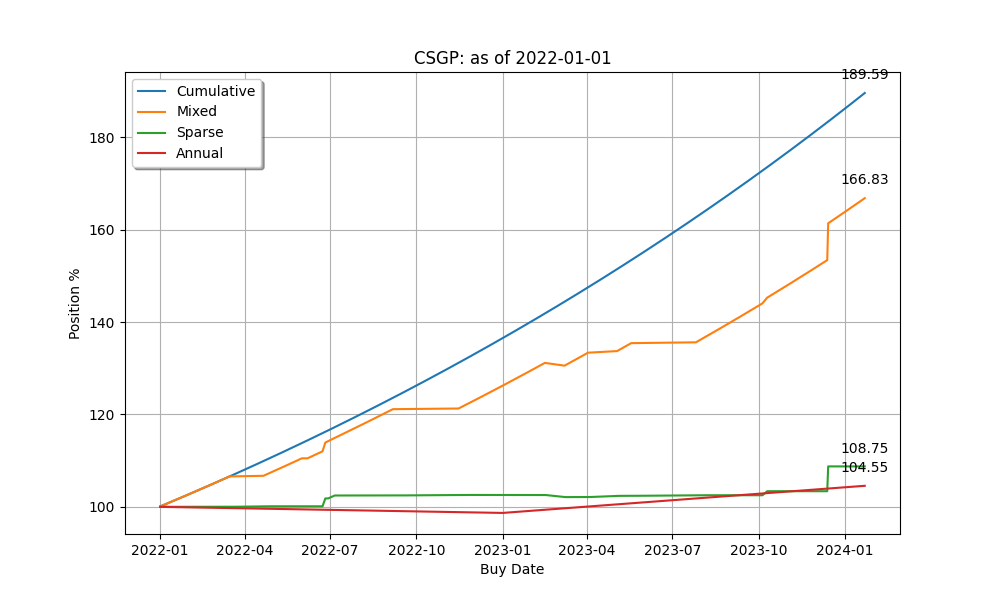 CSGP: as of 2022-01-01
189.59
Cumulative
Mixed
Sparse
Annual
180
166.83
160
Position %
140
120
108.75
104.55
100
2022-01 2022-04 2022-07 2022-10 2023-01 2023-04 2023-07 2023-10 2024-01
Buy Date